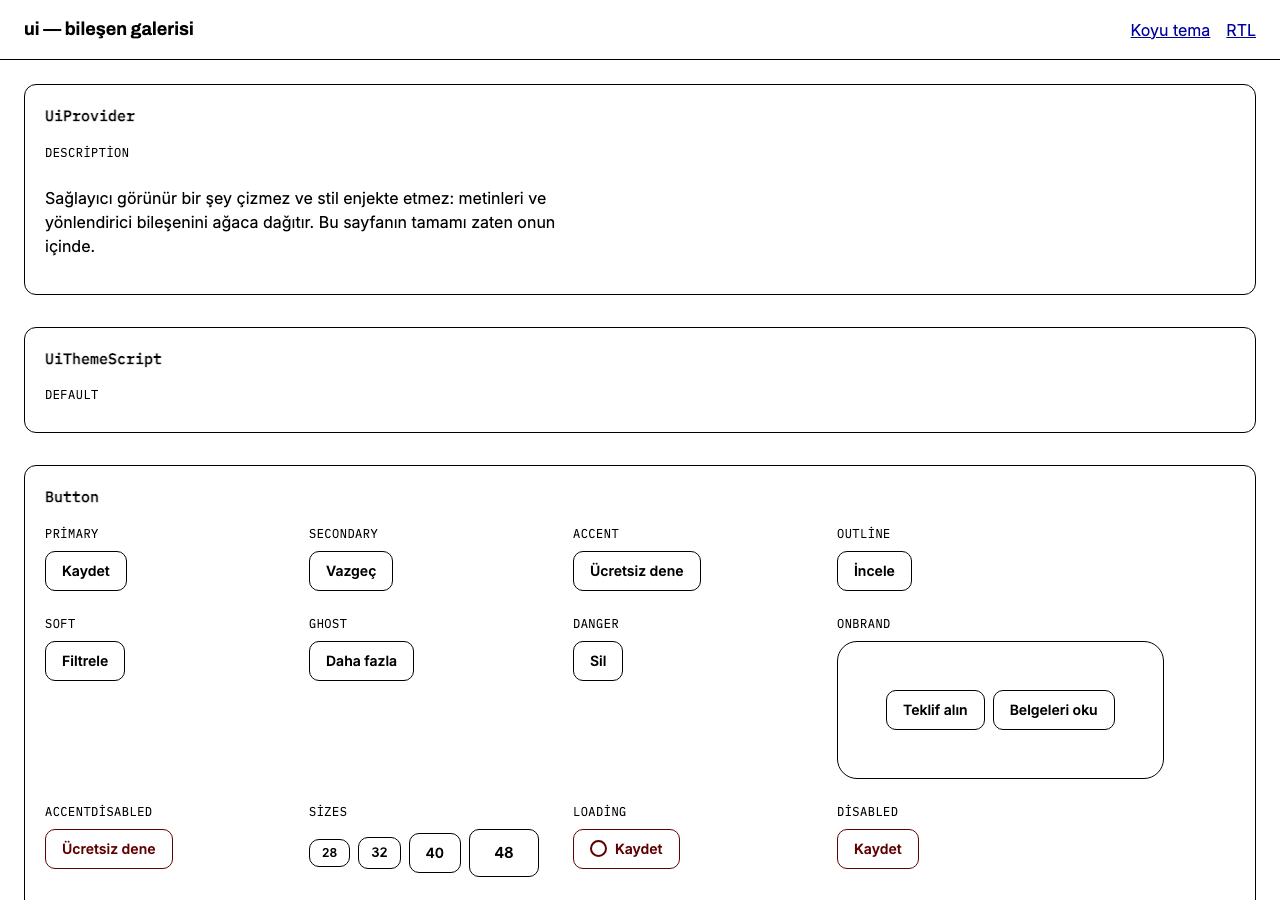 ui — bileşen galerisi
Koyu tema RTL
UiProvider
DESCRİPTİON
Sağlayıcı görünür bir şey çizmez ve stil enjekte etmez: metinleri ve
yönlendirici bileşenini ağaca dağıtır. Bu sayfanın tamamı zaten onun
içinde.
UiThemeScript
DEFAULT
Button
PRİMARY SECONDARY ACCENT OUTLİNE
Kaydet Vazgeç Ücretsiz dene İncele
SOFT GHOST DANGER ONBRAND
Filtrele Daha fazla Sil
Teklif alın Belgeleri oku
ACCENTDİSABLED SİZES LOADİNG DİSABLED
Ücretsiz dene 28 32 40 48 Kaydet Kaydet